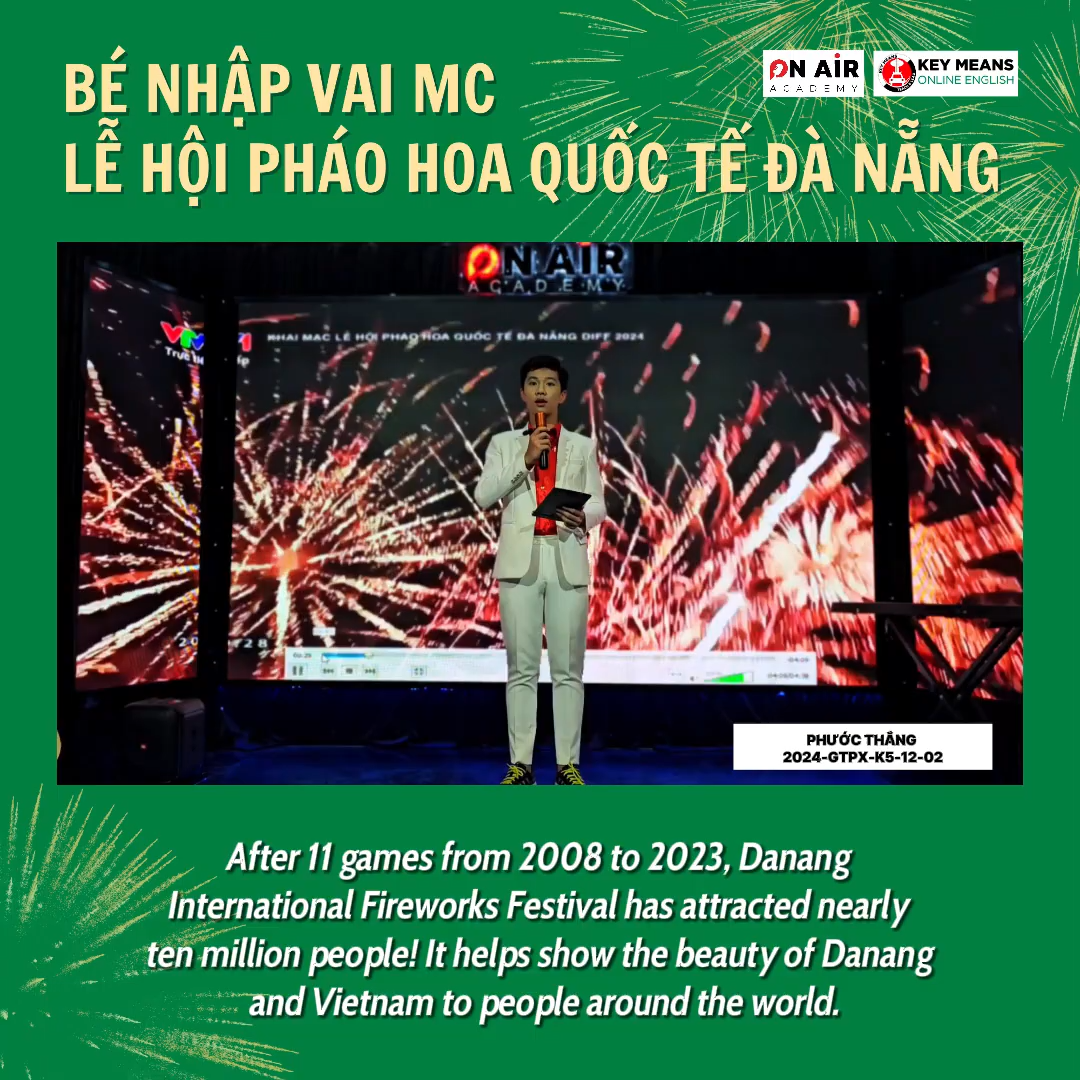 BÉ NHẬP VAI MC
LỄ HỘI PHÁO HOA QUỐC TẾ ĐÀ NẴNG
ON AIR
ACADEMY
KEY MEANS
ONLINE ENGLISH
ON AIR
ACADEMY
KHAI MẠC LỄ HỘI PHÁO HOA QUỐC TẾ ĐÀ NẴNG DIFF 2024
PHƯỚC THẮNG
2024-GTPX-K5-12-02
After 11 games from 2008 to 2023, Danang
International Fireworks Festival has attracted nearly
ten million people! It helps show the beauty of Danang
and Vietnam to people around the world.